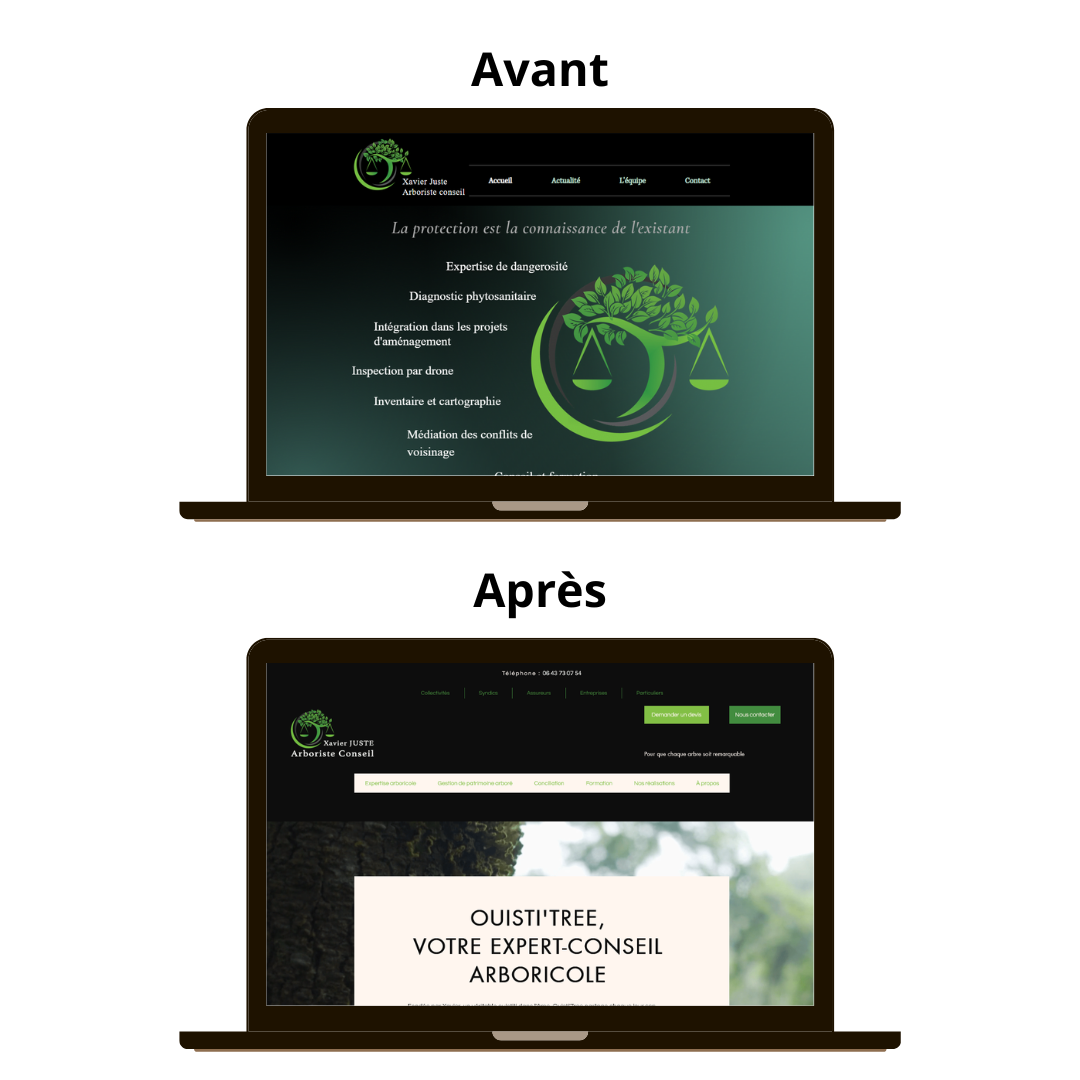 Avant
Xavier Juste
Arboriste conseil
Accueil Actualité L'équipe Contact
La protection est la connaissance de l'existant
Expertise de dangerosité
Diagnostic phytosanitaire
Intégration dans les projets
d'aménagement
Inspection par drone
Inventaire et cartographie
Médiation des conflits de
voisinage
Conseil et formation
Après
Téléphone : 06 43 73 07 54
Collectivités Syndics Assureurs Entreprises Particuliers
Demander un devis Nous contacter
Xavier JUSTE
Arboriste Conseil
Pour que chaque arbre soit remarquable
Expertise arboricole Gestion de patrimoine arboré Conciliation Formation Nos réalisations À propos
OUISTI'TREE,
VOTRE EXPERT-CONSEIL
ARBORICOLE